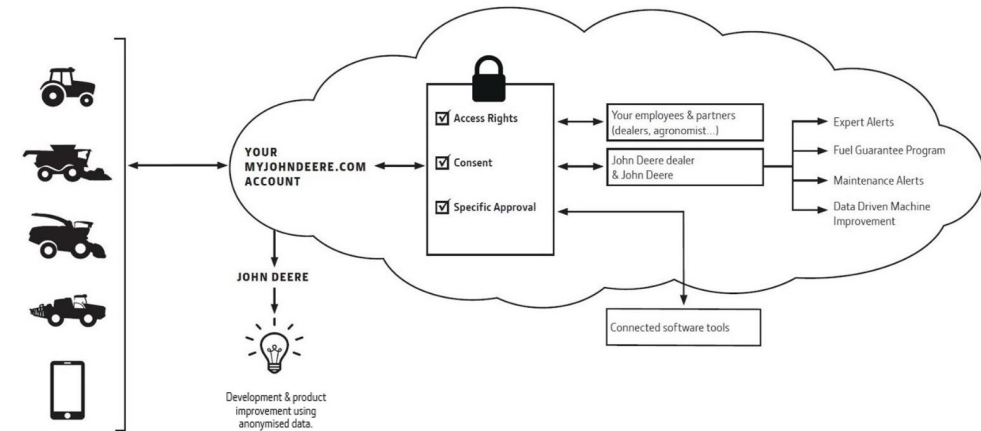 YOUR
MYJOHNDEERE.COM
ACCOUNT
JOHN DEERE
Development & product
improvement using
anonymised data.
Access Rights
Consent
Specific Approval
Your employees & partners
(dealers, agronomist...)
John Deere dealer
& John Deere
Connected software tools
Expert Alerts
Fuel Guarantee Program
Maintenance Alerts
Data Driven Machine
Improvement